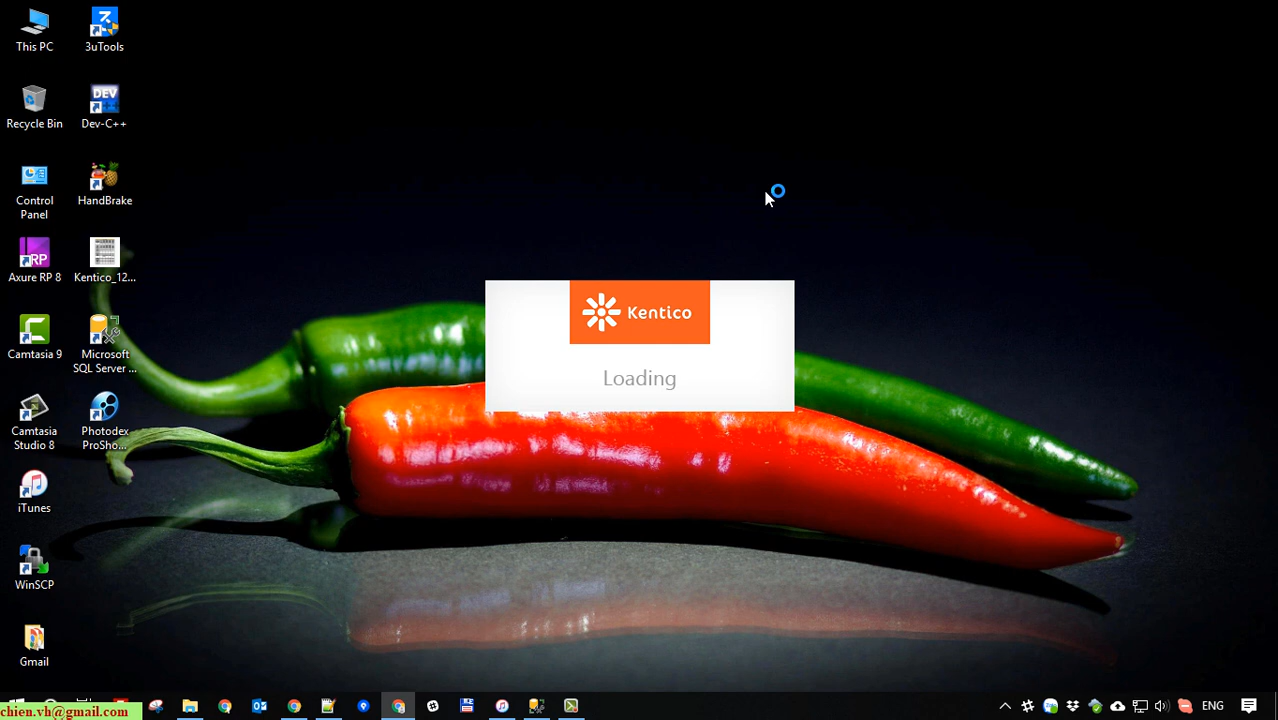 This PC
3uTools
Recycle Bin
DEV
Dev-C++
Control
Panel
HandBrake
RP
Axure RP 8
Kentico_12...
Camtasia 9
Microsoft
SQL Server ...
Camtasia
Studio 8
Photodex
ProSho...
iTunes
WinSCP
Gmail
Kentico
Loading
chien.vh@gmail.com
ENG